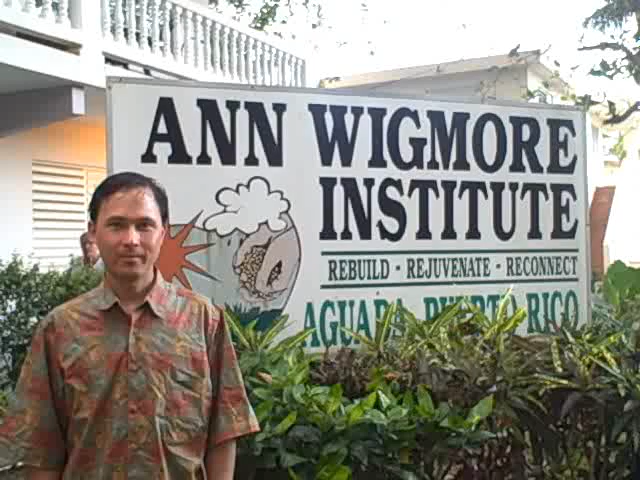 ANN WIGMORE
INSTITUTE
REBUILD · REJUVENATE · RECONNECT
AGUADA, PUERTO RICO